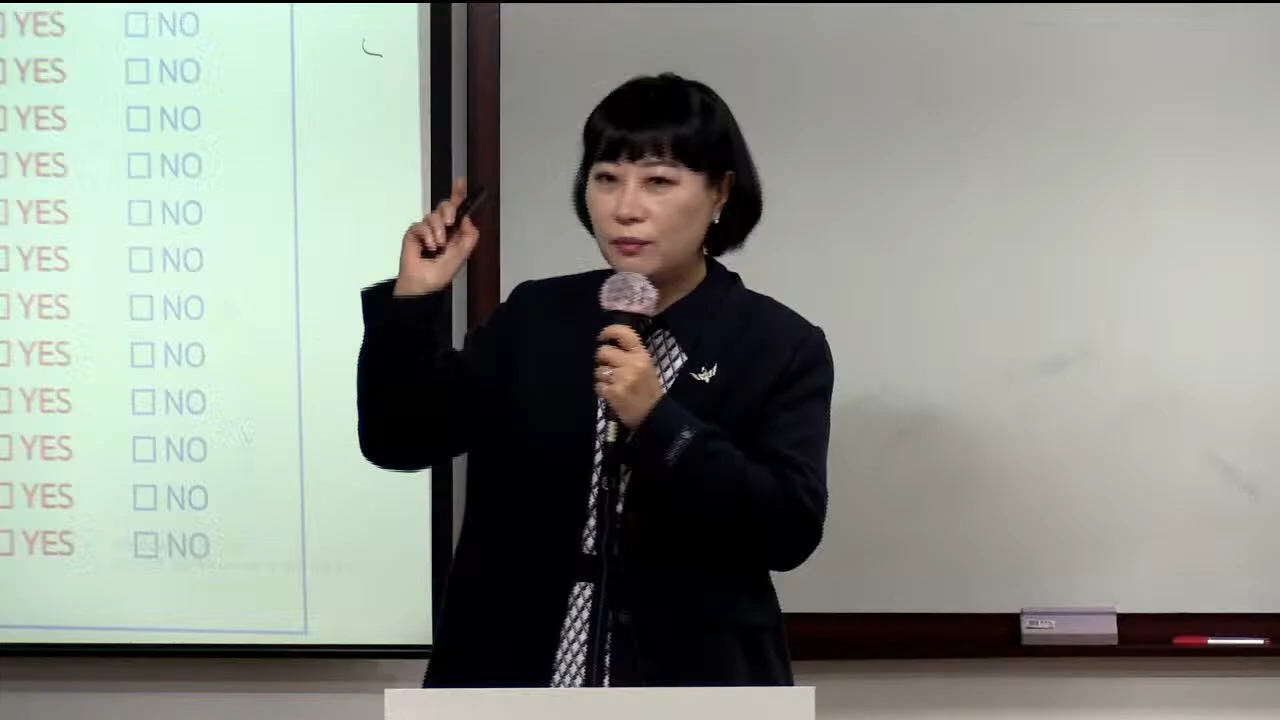 YES □ NO
YES □ NO
YES □ NO
YES □ NO
YES □ NO
YES □ NO
YES □ NO
YES □ NO
YES □ NO
YES □ NO
YES □ NO
YES □ NO